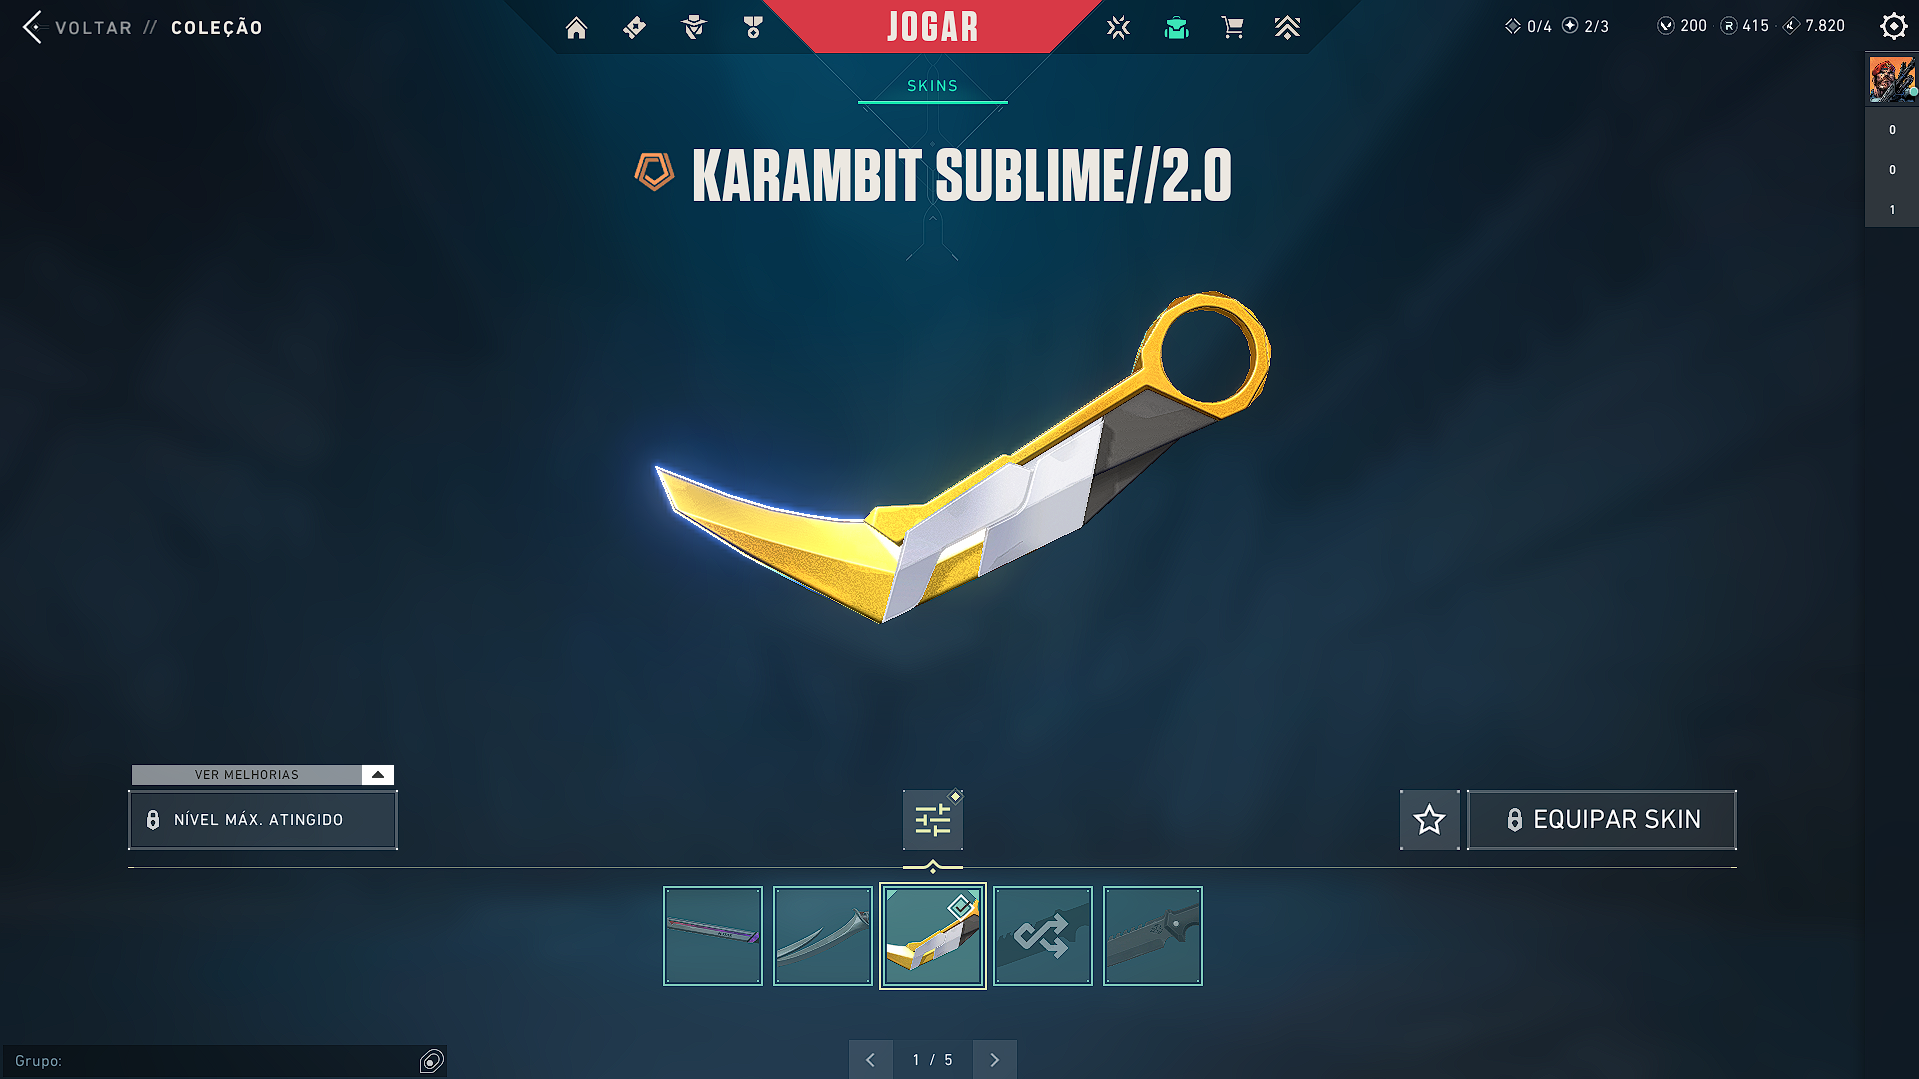 VOLTAR // COLEÇÃO
JOGAR
0/4 2/3 200 415 7.820
SKINS
KARAMBIT SUBLIME//2.0
0
0
1
VER MELHORIAS
NÍVEL MÁX. ATINGIDO
EQUIPAR SKIN
Grupo:
1 / 5